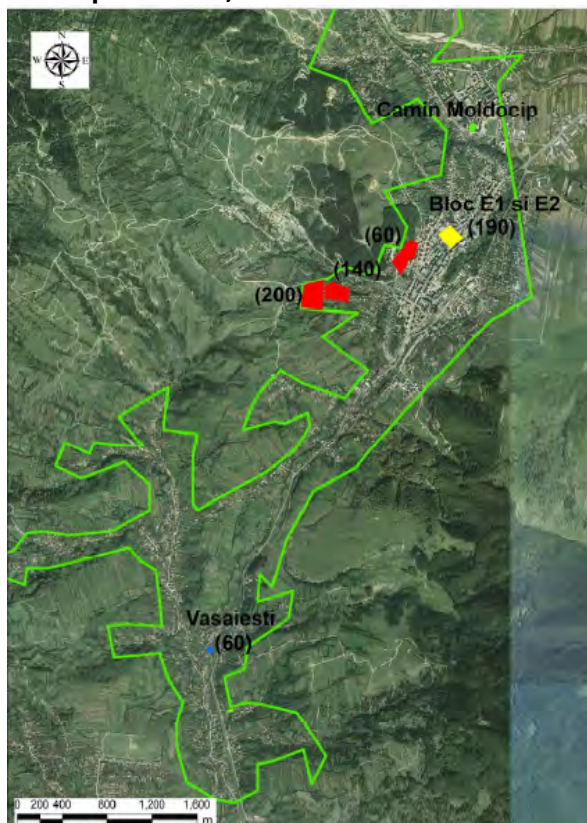 N
W E
S
Camin Moldocip
Bloc E1 si E2
(190)
(60)
(140)
(200)
Vasaiesti
(60)
0 200 400 800 1,200 1,600
m